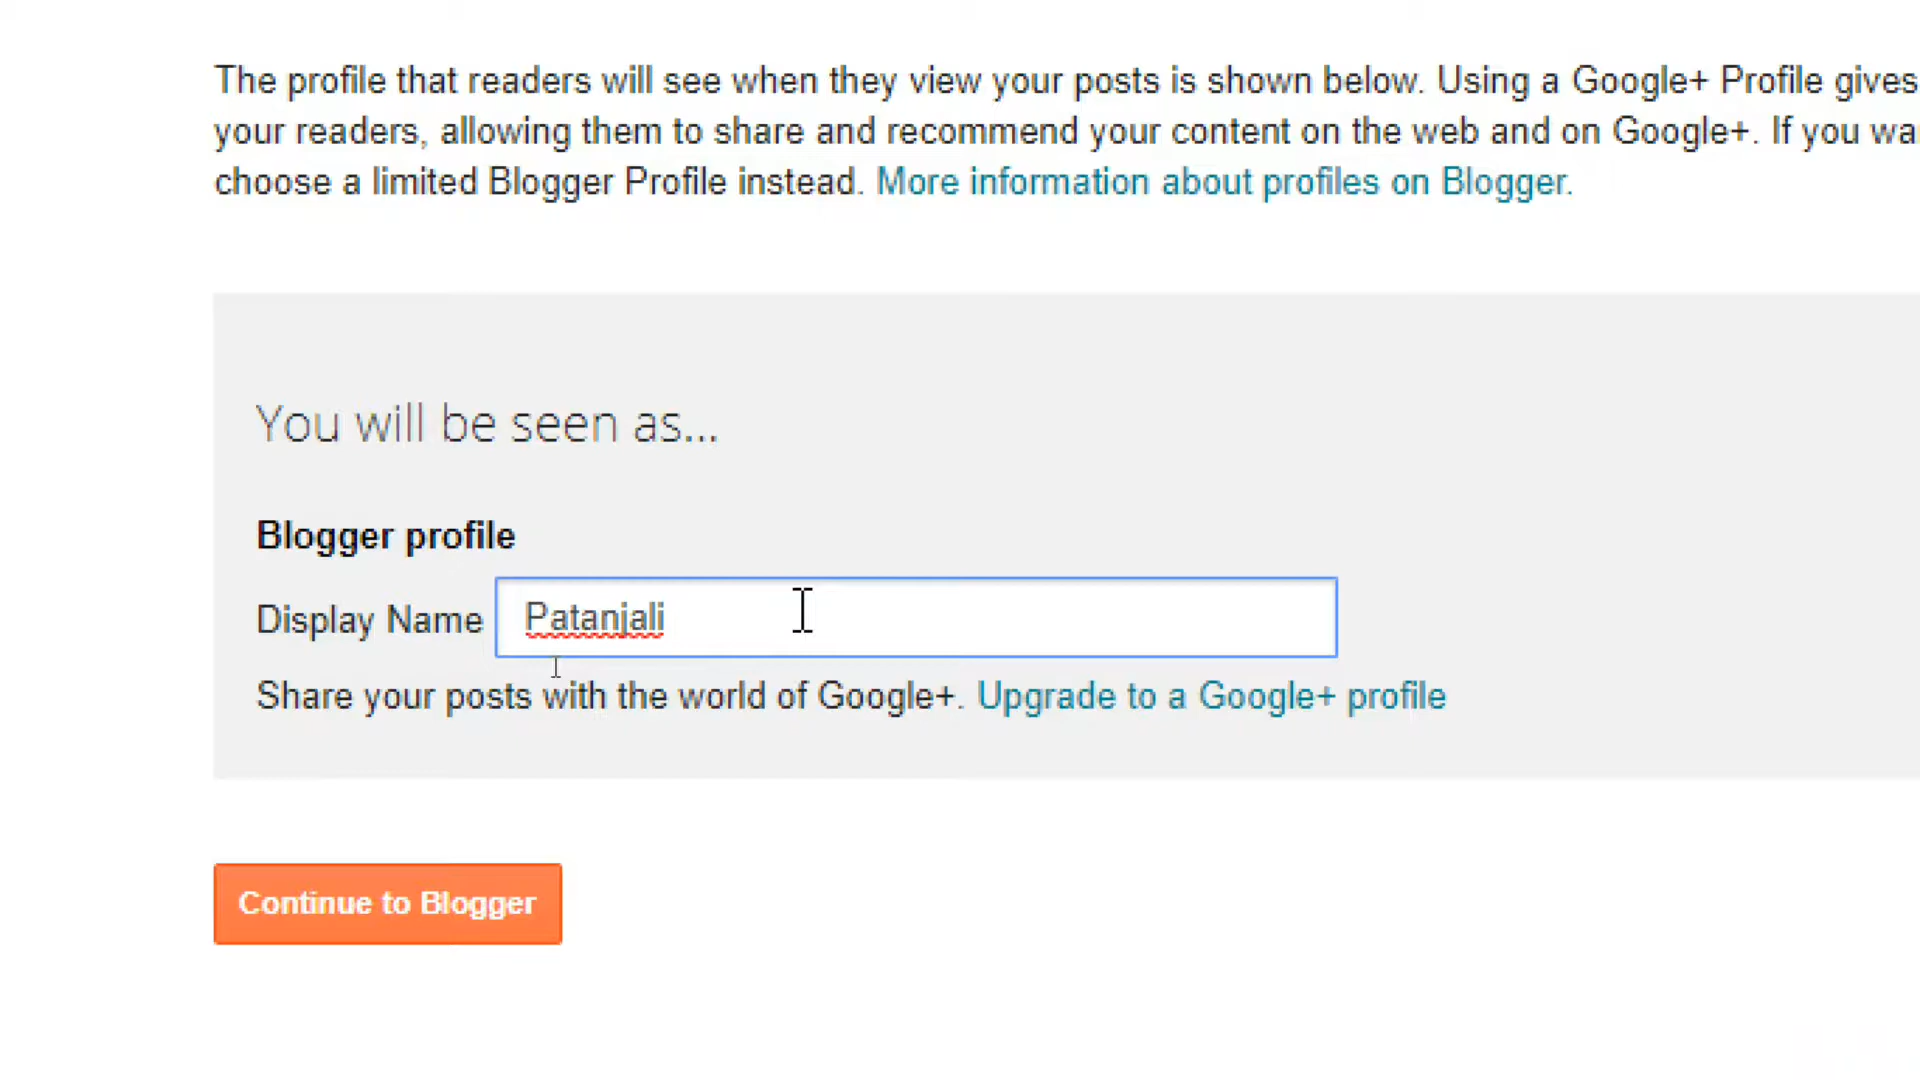 The profile that readers will see when they view your posts is shown below. Using a Google+ Profile gives
your readers, allowing them to share and recommend your content on the web and on Google+. If you
choose a limited Blogger Profile instead. More information about profiles on Blogger.
You will be seen as...
Blogger profile
Display Name Patanjali
Share your posts with the world of Google+. Upgrade to a Google+ profile
Continue to Blogger